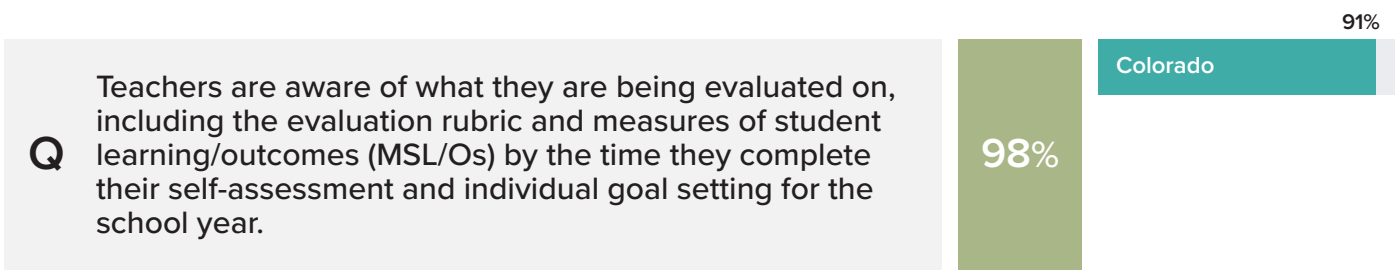 91%
Colorado
Q
Teachers are aware of what they are being evaluated on,
including the evaluation rubric and measures of student
learning/outcomes (MSL/Os) by the time they complete
their self-assessment and individual goal setting for the
school year.
98%